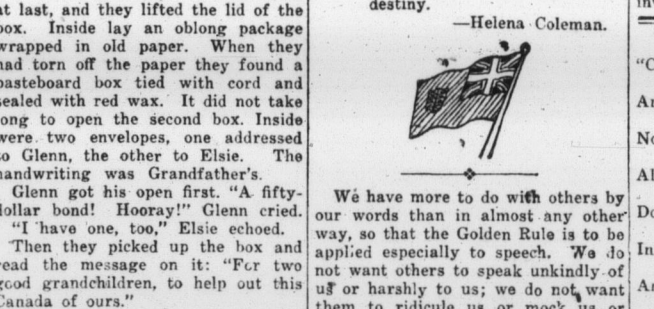 at last, and they lifted the lid of the
box. Inside lay an oblong package
wrapped in old paper. When they
had torn off the paper they found a
pasteboard box tied with cord and
sealed with red wax. It did not take
long to open the second box. Inside
were two envelopes, one addressed
to Glenn, the other to Elsie. The
handwriting was Grandfather's.
Glenn got his open first. "A fifty-
dollar bond! Hooray!" Glenn cried.
"I have one, too," Elsie echoed.
Then they picked up the box and
read the message on it: "For two
good grandchildren, to help out this
Canada of ours."
destiny.
—Helena Coleman.
We have more to do with others by
our words than in almost any other
way, so that the Golden Rule is to be
applied especially to speech. We do
not want others to speak unkindly of
us or harshly to us; we do not want
them to ridicule us or mock us or